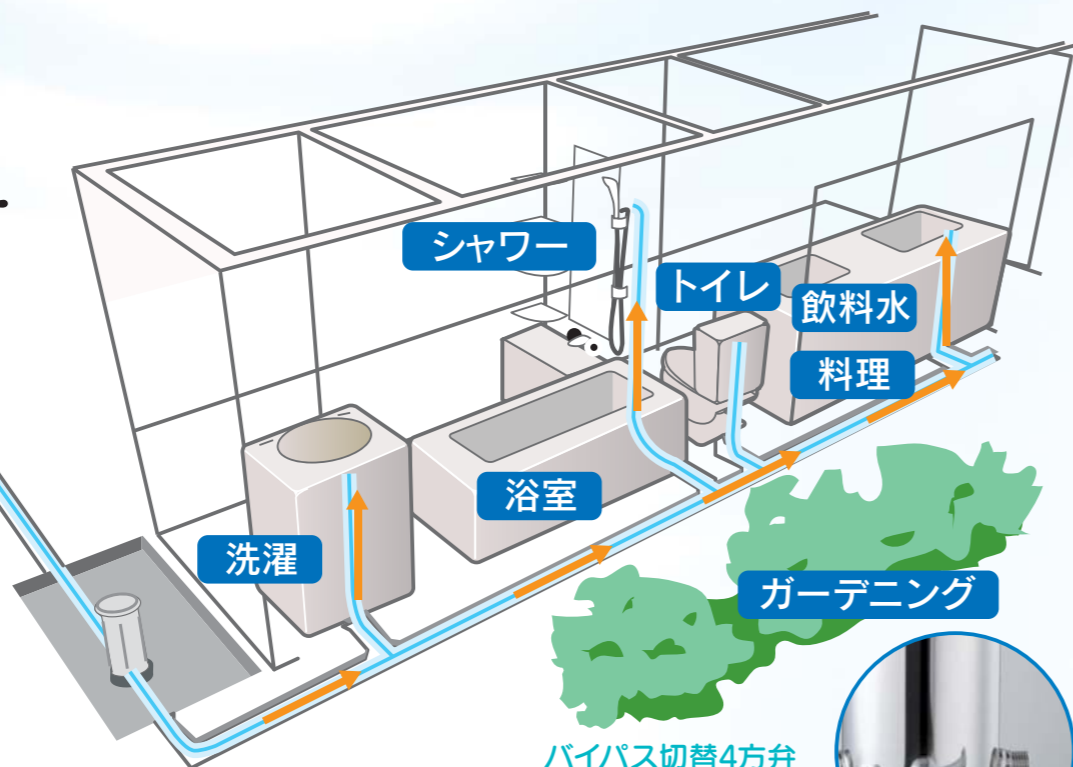 シャワー
トイレ
飲料水
料理
浴室
洗濯
ガーデニング
バイパス切替4方弁